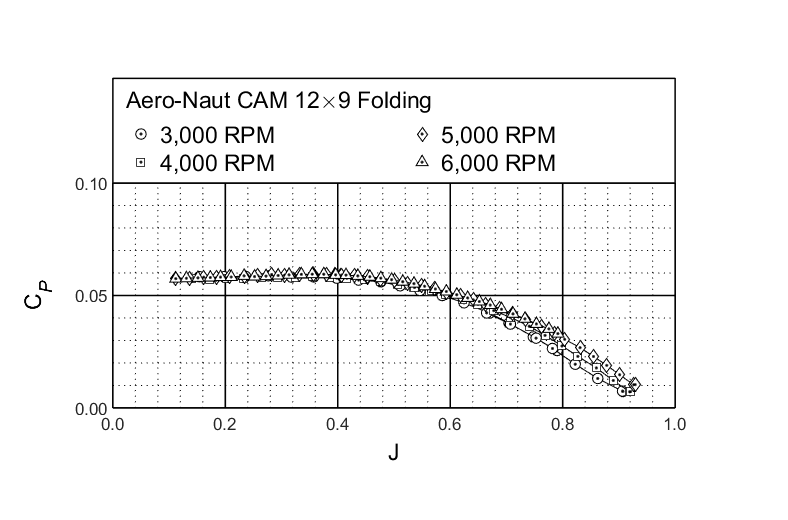 Aero-Naut CAM 12×9 Folding
3,000 RPM
5,000 RPM
4,000 RPM
6,000 RPM
0.10
0.05
0.00
C_P
0.0 0.2 0.4 0.6 0.8 1.0
J